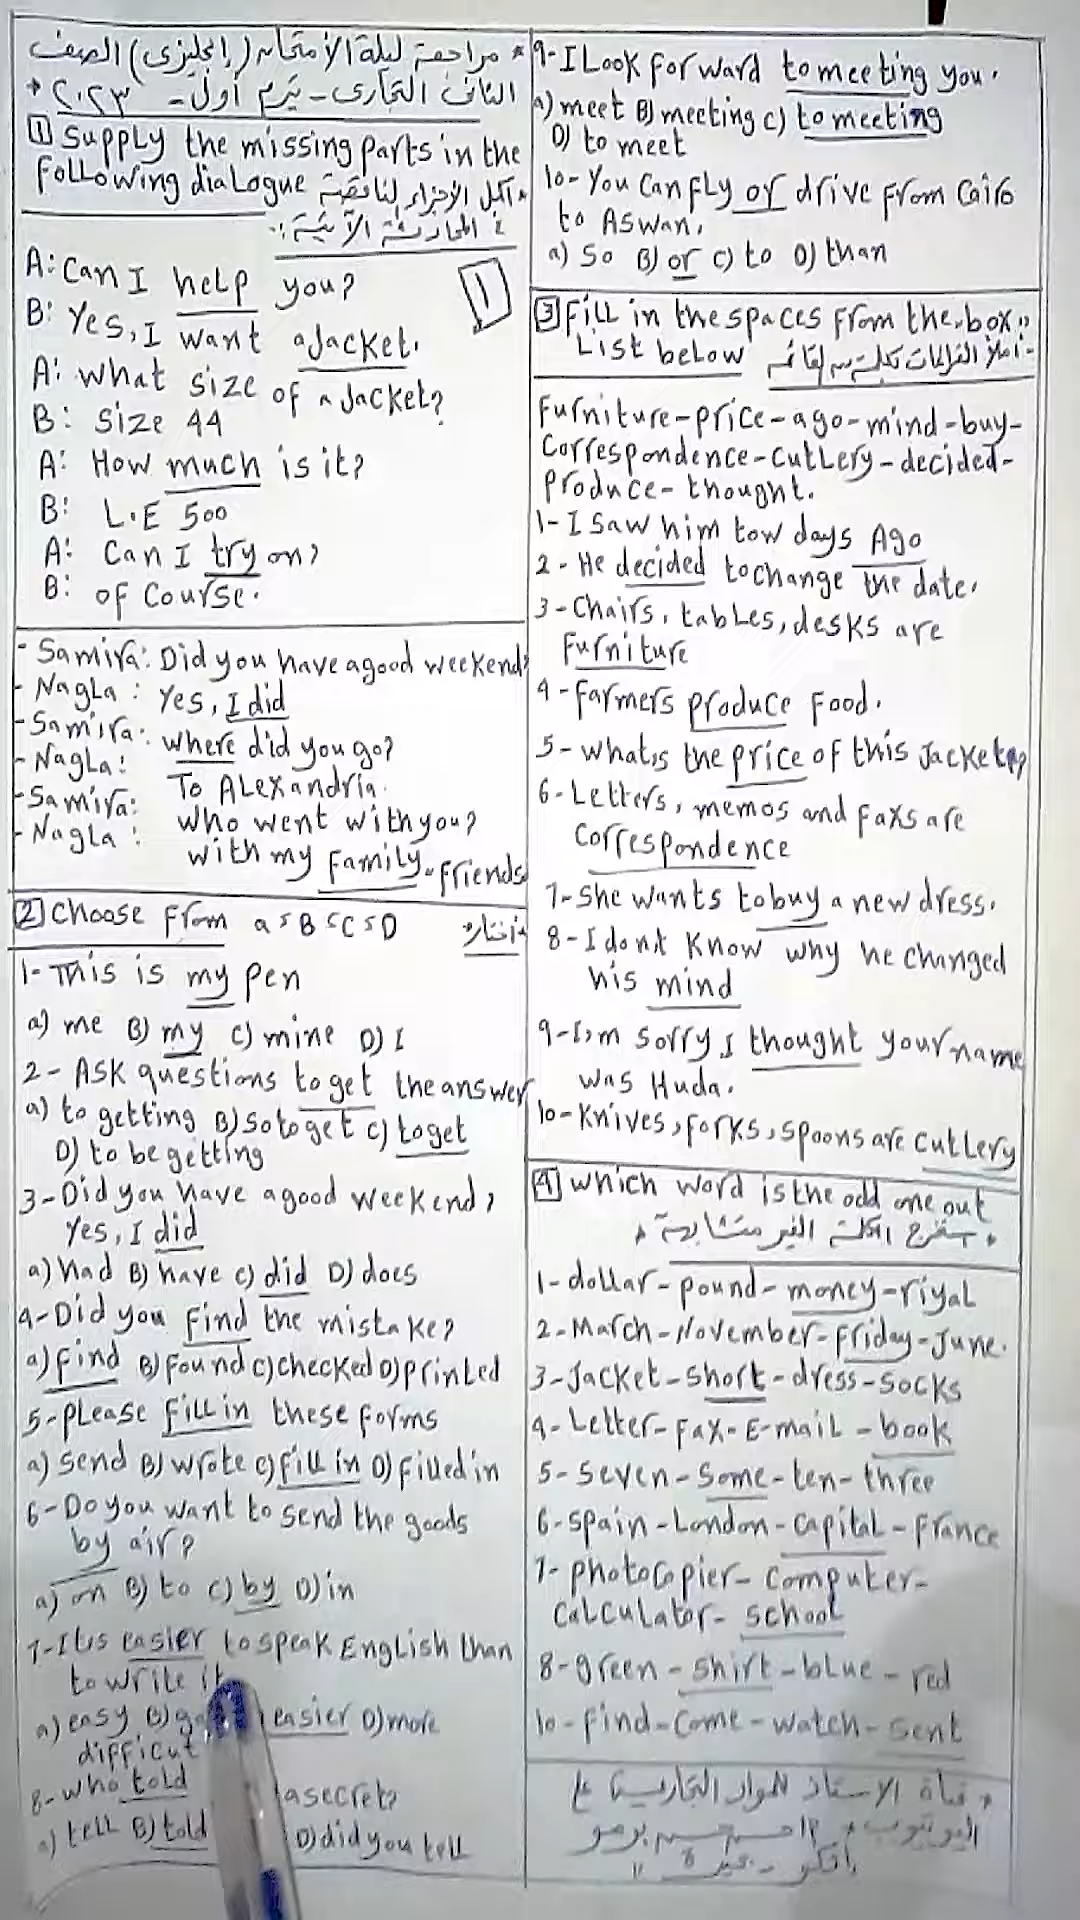 * مراجعة ليلة الامتحان (إنجليزى) الصف
الثانى التجارى - ترم أول - ٢٠٢٣ *
1 Supply the missing parts in the
following dialogue * أكمل الأجزاء الناقصة
فى المحادثة الآتية :-
A: Can I help you?
B: Yes, I want a Jacket.
A: What size of a Jacket?
B: Size 44
A: How much is it?
B: L.E 500
A: Can I try on?
B: of Course.
١
- Samira: Did you have a good weekend?
- Nagla: Yes, I did
- Samira: where did you go?
- Nagla: To Alexandria.
- Samira: who went with you?
- Nagla: with my family - friends
2 Choose from a, B, C, D اختار
1- This is my pen
a) me B) my C) mine D) I
2- Ask questions to get the answer
a) to getting B) so to get C) to get
D) to be getting
3- Did you have a good weekend,
Yes, I did
a) had B) have C) did D) does
4- Did you find the mistake?
a) find B) found C) checked D) printed
5- please fill in these forms
a) send B) wrote C) fill in D) filled in
6- Do you want to send the goods
by air?
a) on B) to C) by D) in
7- It's easier to speak English than
to write it
a) easy B) easier D) more
difficult
8- who told a secret?
a) tell B) told D) did you tell
9- I Look forward to meeting you.
a) meet B) meeting C) to meeting
D) to meet
10- You can fly or drive from Cairo
to Aswan.
a) So B) or C) to D) than
3 Fill in the spaces from the box,,
List below
Furniture - price - ago - mind - buy -
Correspondence - Cutlery - decided -
Produce - thought.
1- I saw him tow days Ago
2- He decided to change the date.
3- Chairs, tables, desks are
Furniture
4- farmers produce food.
5- what's the price of this Jacket?
6- Letters, memos and faxs are
Correspondence
7- She wants to buy a new dress.
8- I don't know why he changed
his mind
9- I'm sorry I thought your name
was Huda.
10- Knives, forks, spoons are Cutlery
4 which word is the odd one out
* استخرج الكلمة الغير متشابهة *
1- dollar - pound - money - riyal
2- March - November - friday - June.
3- Jacket - short - dress - socks
4- Letter - fax - E-mail - book
5- seven - some - ten - three
6- Spain - London - capital - france
7- photocopier - computer -
calculator - school
8- green - shirt - blue - red
10- find - come - watch - sent
* قناة الاستاذ للمواد التجارية على
اليوتيوب